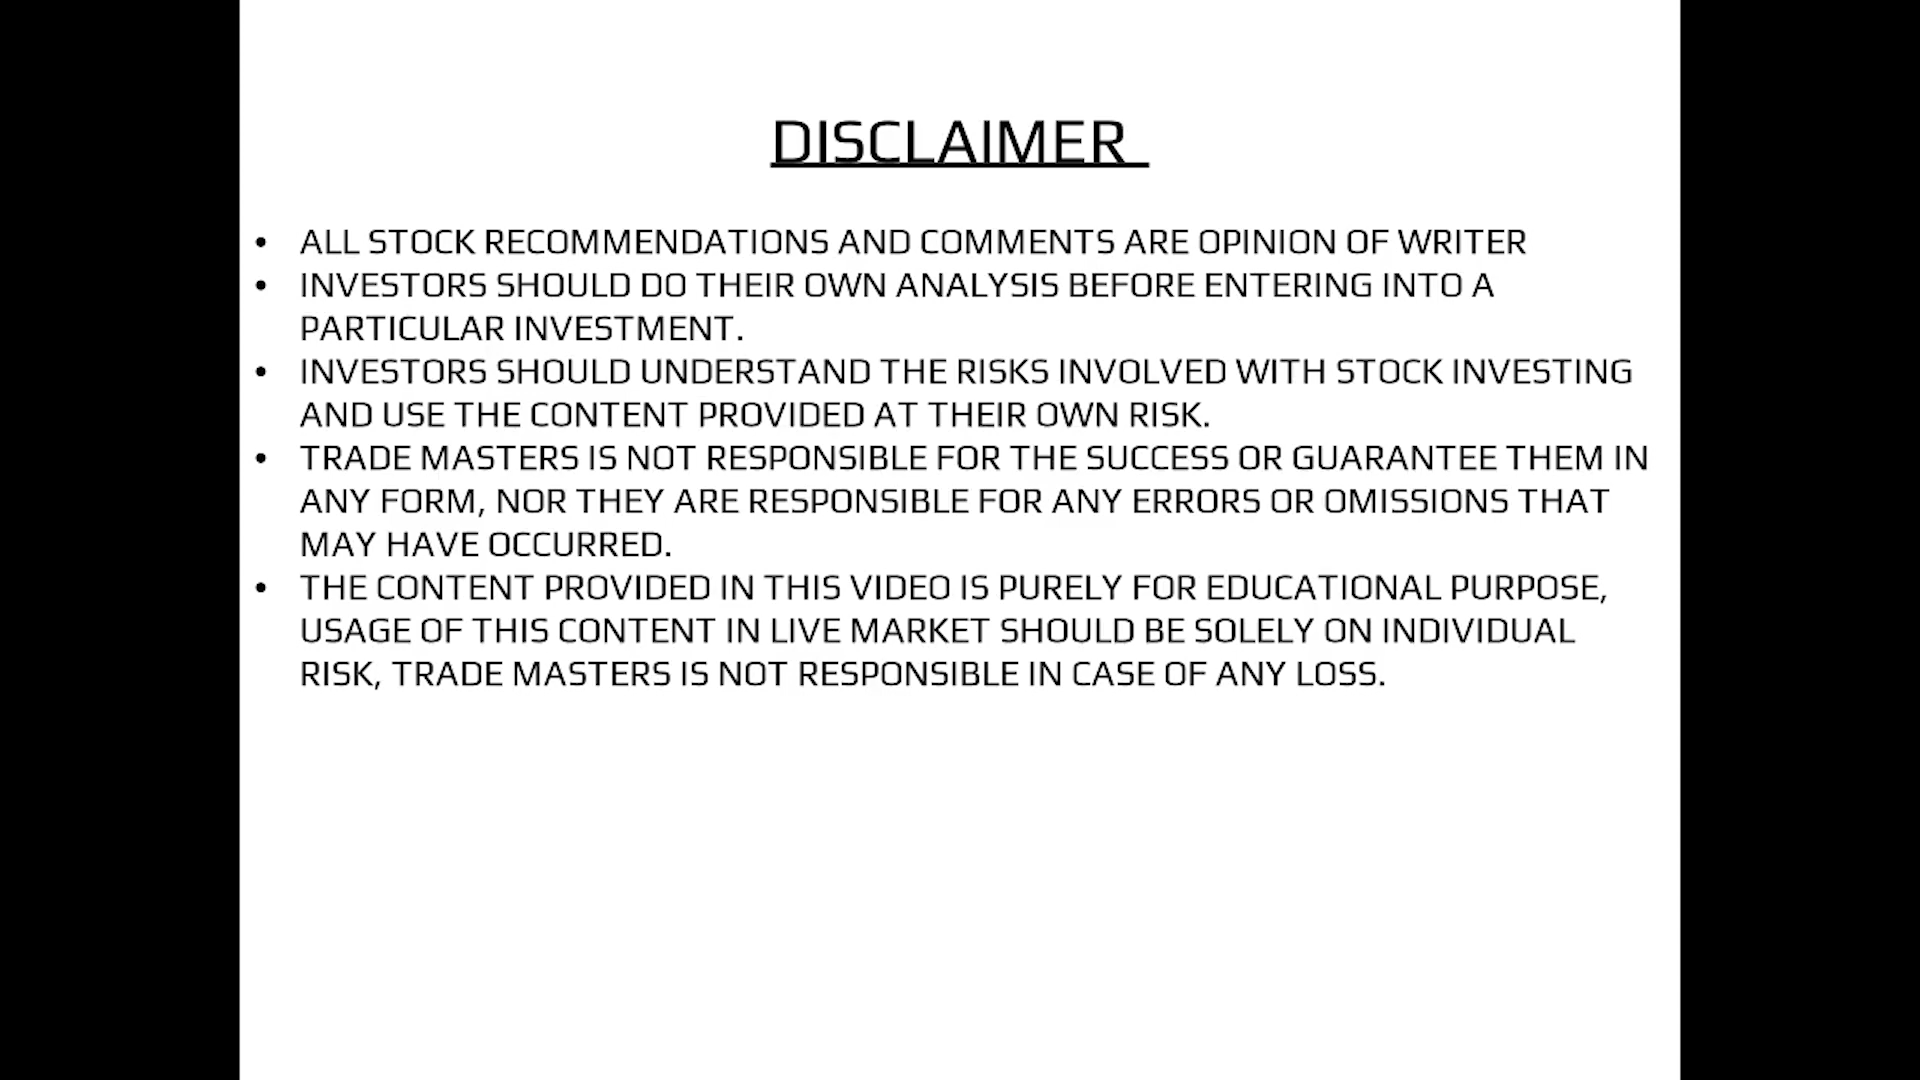 DISCLAIMER
• ALL STOCK RECOMMENDATIONS AND COMMENTS ARE OPINION OF WRITER
• INVESTORS SHOULD DO THEIR OWN ANALYSIS BEFORE ENTERING INTO A
PARTICULAR INVESTMENT.
• INVESTORS SHOULD UNDERSTAND THE RISKS INVOLVED WITH STOCK INVESTING
AND USE THE CONTENT PROVIDED AT THEIR OWN RISK.
• TRADE MASTERS IS NOT RESPONSIBLE FOR THE SUCCESS OR GUARANTEE THEM IN
ANY FORM, NOR THEY ARE RESPONSIBLE FOR ANY ERRORS OR OMISSIONS THAT
MAY HAVE OCCURRED.
• THE CONTENT PROVIDED IN THIS VIDEO IS PURELY FOR EDUCATIONAL PURPOSE,
USAGE OF THIS CONTENT IN LIVE MARKET SHOULD BE SOLELY ON INDIVIDUAL
RISK, TRADE MASTERS IS NOT RESPONSIBLE IN CASE OF ANY LOSS.